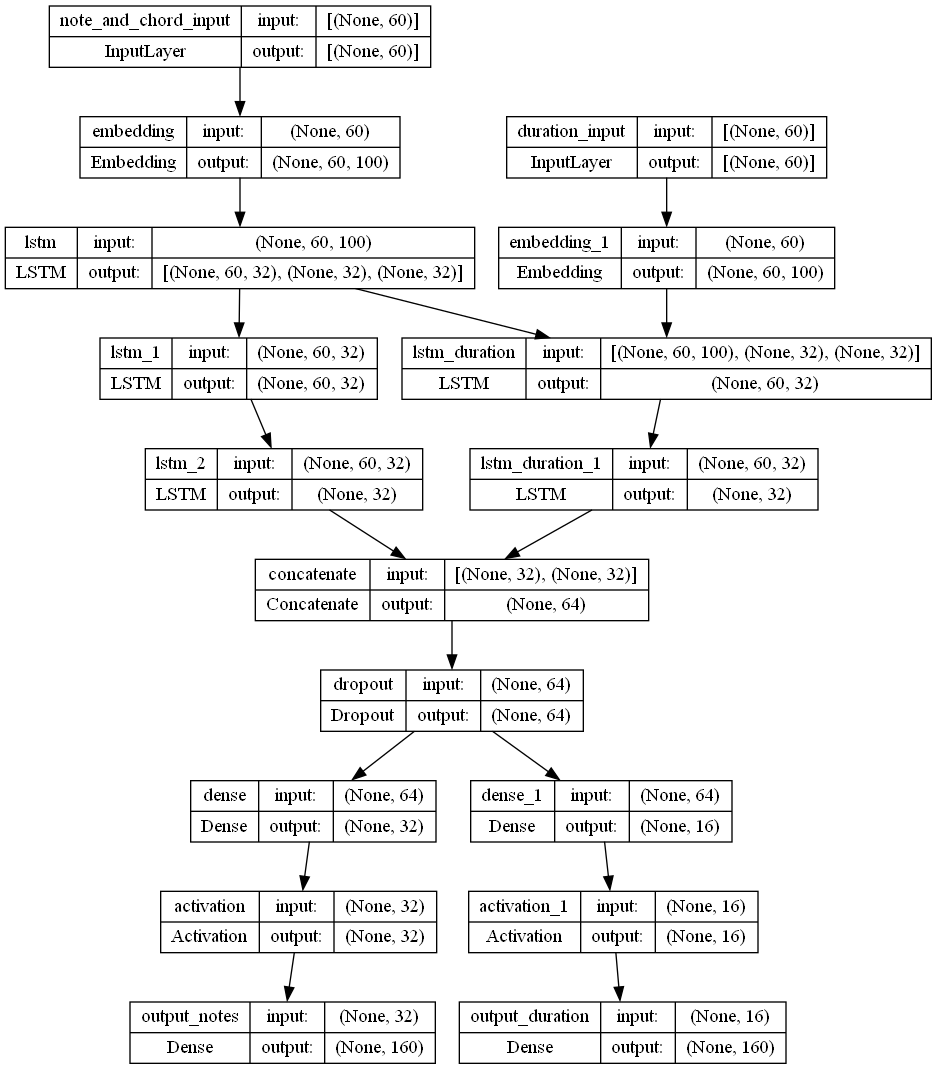 note_and_chord_input input: [(None, 60)]
InputLayer output: [(None, 60)]
embedding input: (None, 60)
Embedding output: (None, 60, 100)
duration_input input: [(None, 60)]
InputLayer output: [(None, 60)]
lstm input: (None, 60, 100)
LSTM output: [(None, 60, 32), (None, 32), (None, 32)]
embedding_1 input: (None, 60)
Embedding output: (None, 60, 100)
lstm_1 input: (None, 60, 32)
LSTM output: (None, 60, 32)
lstm_duration input: [(None, 60, 100), (None, 32), (None, 32)]
LSTM output: (None, 60, 32)
lstm_2 input: (None, 60, 32)
LSTM output: (None, 32)
lstm_duration_1 input: (None, 60, 32)
LSTM output: (None, 32)
concatenate input: [(None, 32), (None, 32)]
Concatenate output: (None, 64)
dropout input: (None, 64)
Dropout output: (None, 64)
dense input: (None, 64)
Dense output: (None, 32)
dense_1 input: (None, 64)
Dense output: (None, 16)
activation input: (None, 32)
Activation output: (None, 32)
activation_1 input: (None, 16)
Activation output: (None, 16)
output_notes input: (None, 32)
Dense output: (None, 160)
output_duration input: (None, 16)
Dense output: (None, 160)